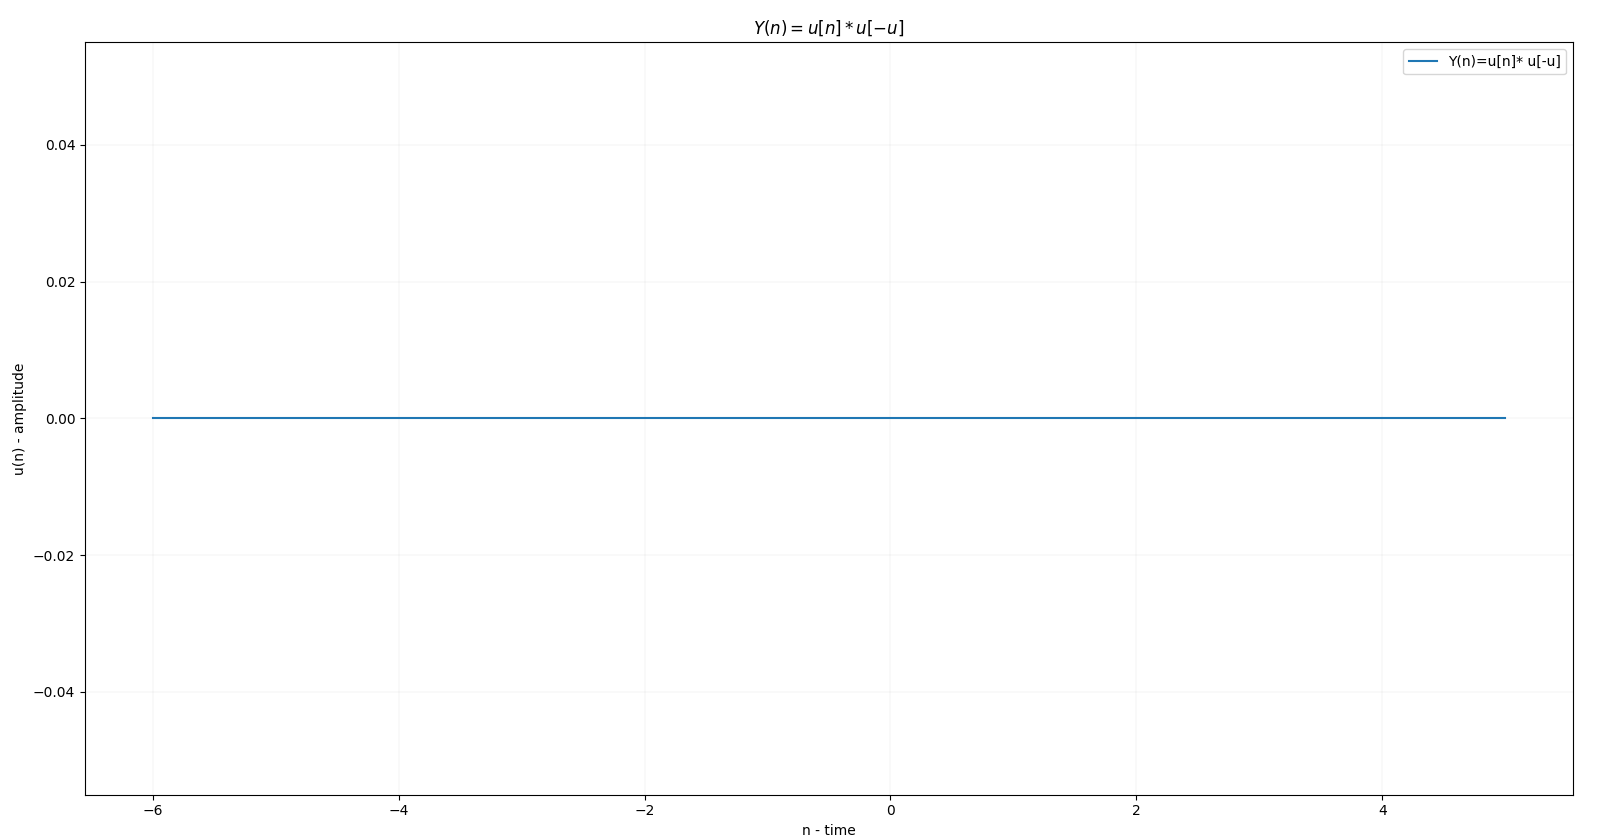 Y(n) = u[n] * u[−u]
Y(n)=u[n]* u[-u]
0.04
0.02
0.00
−0.02
−0.04
u(n) - amplitude
−6
−4
−2
0
2
4
n - time